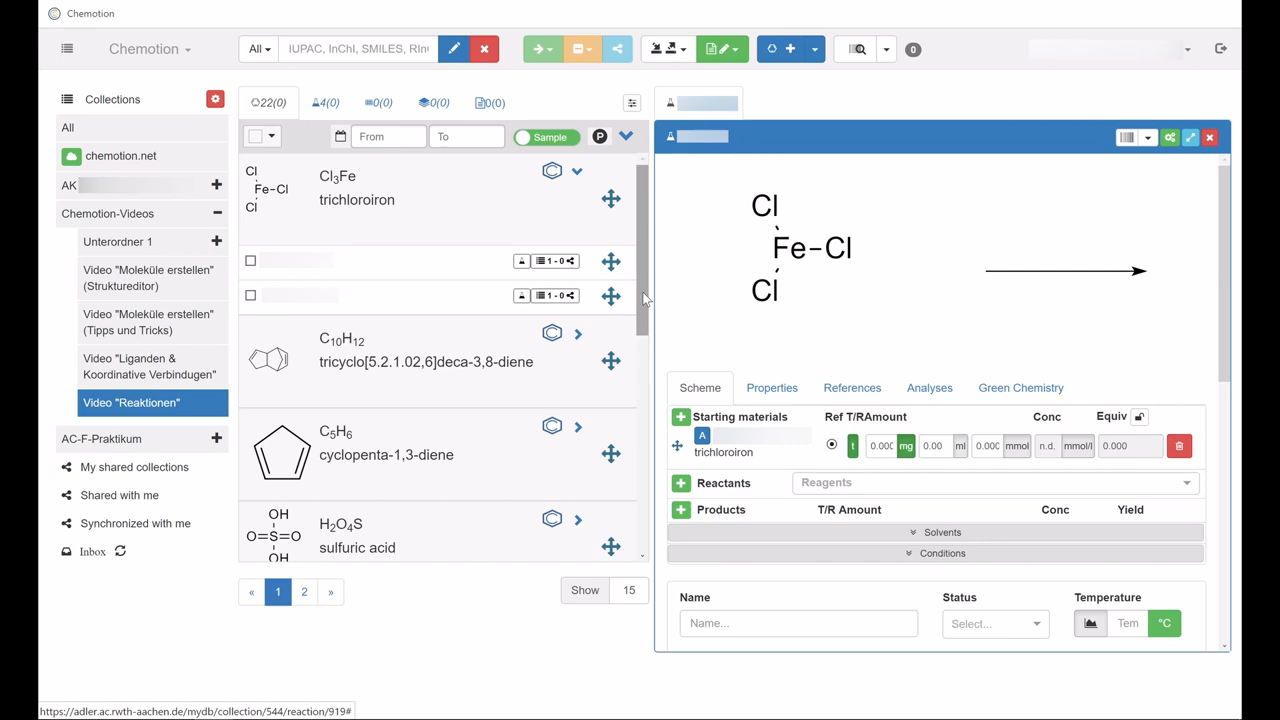 Chemotion
Chemotion
All
IUPAC, InChI, SMILES, RIn
0
Collections
All
chemotion.net
AK
Chemotion-Videos
Unterordner 1
Video "Moleküle erstellen"
(Struktureditor)
Video "Moleküle erstellen"
(Tipps und Tricks)
Video "Liganden &
Koordinative Verbindugen"
Video "Reaktionen"
AC-F-Praktikum
My shared collections
Shared with me
Synchronized with me
Inbox
22(0)
4(0)
0(0)
0(0)
0(0)
From
To
Sample
P
Cl
Fe-Cl
Cl
Cl3Fe
trichloroiron
1 - 0
1 - 0
C10H12
tricyclo[5.2.1.02,6]deca-3,8-diene
C5H6
cyclopenta-1,3-diene
OH
O=S=O
OH
H2O4S
sulfuric acid
«
1
2
»
Show
15
Cl
Fe-Cl
Cl
Scheme
Properties
References
Analyses
Green Chemistry
Starting materials
Ref T/RAmount
Conc
Equiv
A
trichloroiron
t
0.000
mg
0.00
ml
0.000
mmol
n.d.
mmol/l
0.000
Reactants
Reagents
Products
T/R Amount
Conc
Yield
Solvents
Conditions
Name
Status
Temperature
Name...
Select...
Tem
°C
https://adler.ac.rwth-aachen.de/mydb/collection/544/reaction/919#